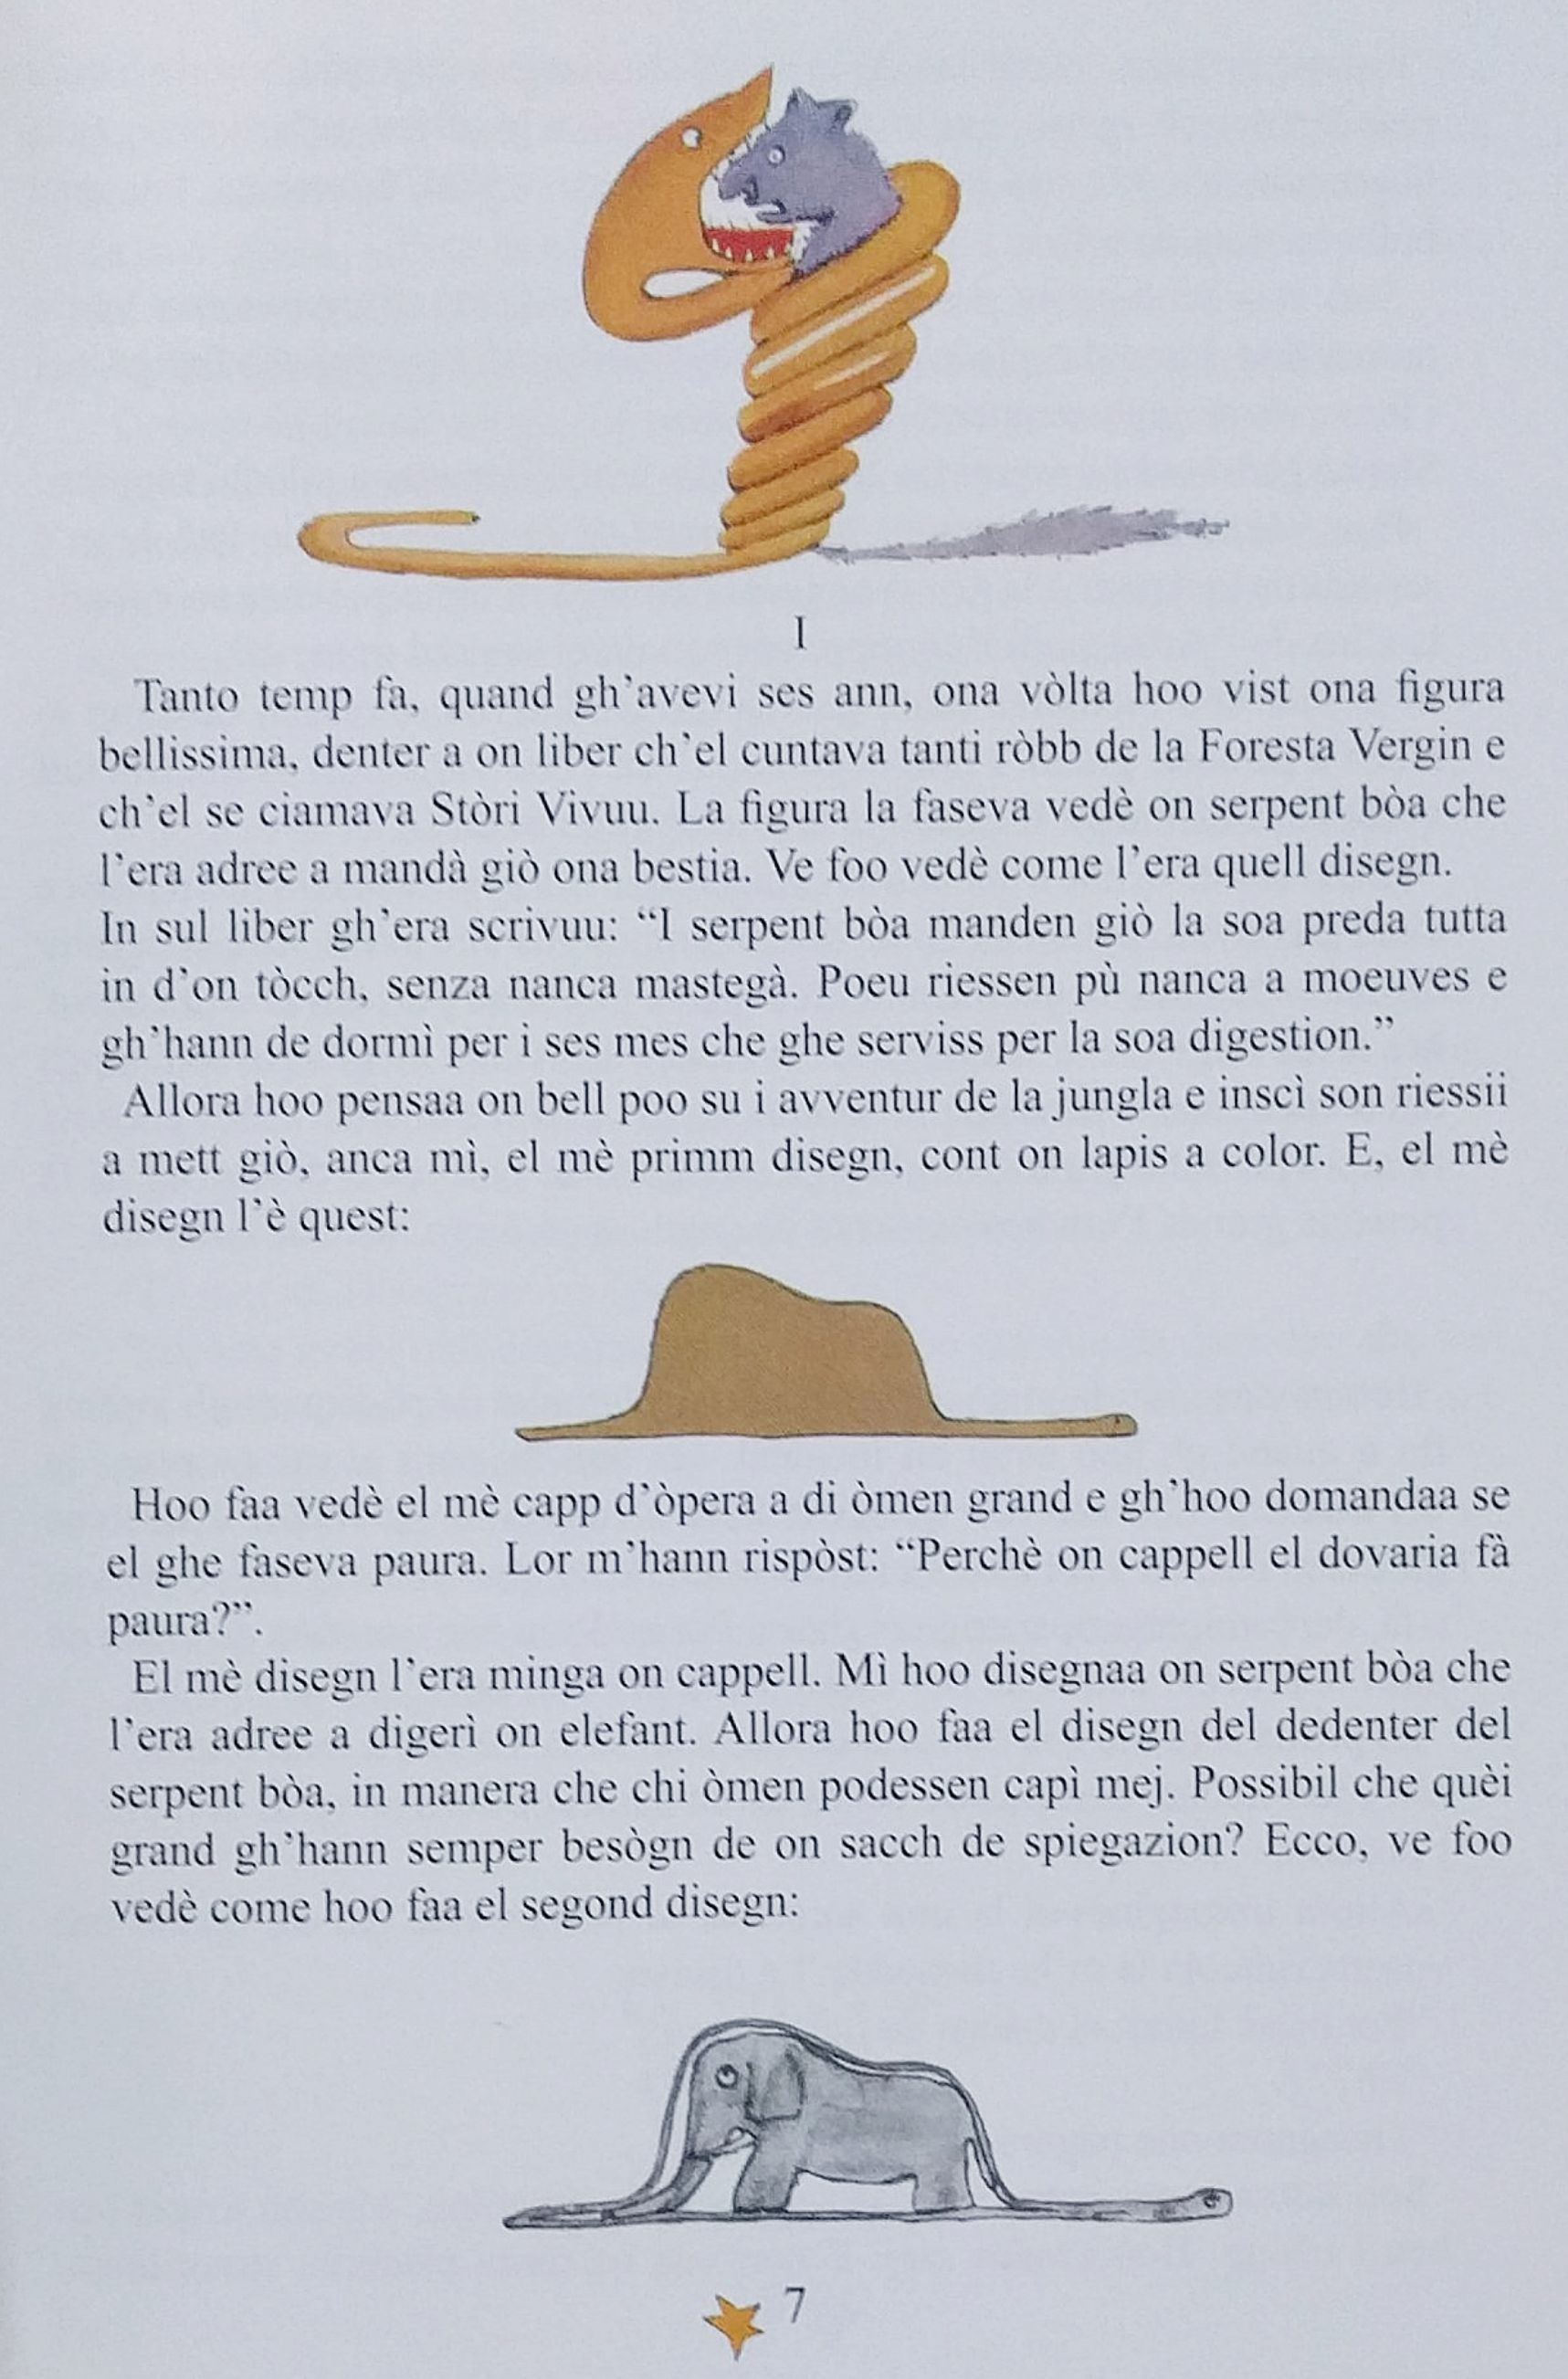 I
Tanto temp fa, quand gh’avevi ses ann, ona vòlta hoo vist ona figura
bellissima, denter a on liber ch’el cuntava tanti ròbb de la Foresta Vergin e
ch’el se ciamava Stòri Vivuu. La figura la faseva vedè on serpent bòa che
l’era adree a mandà giò ona bestia. Ve foo vedè come l’era quell disegn.
In sul liber gh’era scrivuu: “I serpent bòa manden giò la soa preda tutta
in d’on tòcch, senza nanca mastegà. Poeu riessen pù nanca a moeuves e
gh’hann de dormì per i ses mes che ghe serviss per la soa digestion.”
Allora hoo pensaa on bell poo su i avventur de la jungla e inscì son riessii
a mett giò, anca mì, el mè primm disegn, cont on lapis a color. E, el mè
disegn l’è quest:
Hoo faa vedè el mè capp d’òpera a di òmen grand e gh’hoo domandaa se
el ghe faseva paura. Lor m’hann rispòst: “Perchè on cappell el dovaria fà
paura?”.
El mè disegn l’era minga on cappell. Mì hoo disegnaa on serpent bòa che
l’era adree a digerì on elefant. Allora hoo faa el disegn del dedenter del
serpent bòa, in manera che chi òmen podessen capì mej. Possibil che quèi
grand gh’hann semper besògn de on sacch de spiegazion? Ecco, ve foo
vedè come hoo faa el segond disegn:
7